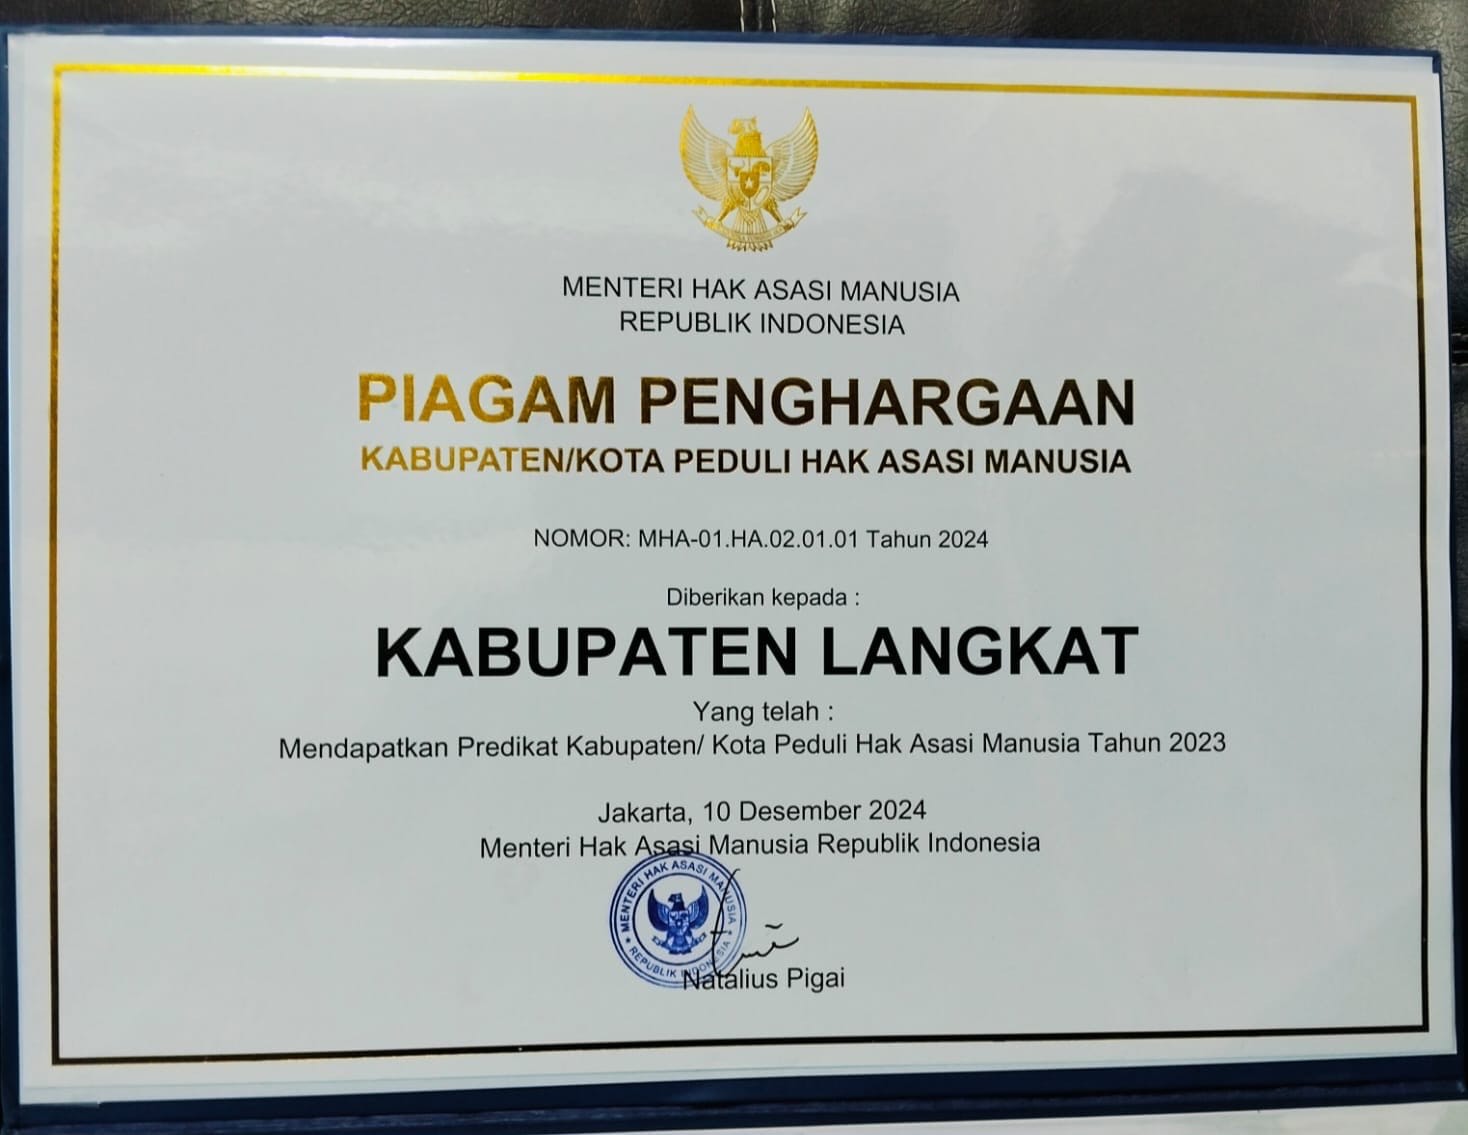 MENTERI HAK ASASI MANUSIA
REPUBLIK INDONESIA
PIAGAM PENGHARGAAN
KABUPATEN/KOTA PEDULI HAK ASASI MANUSIA
NOMOR: MHA-01.HA.02.01.01 Tahun 2024
Diberikan kepada :
KABUPATEN LANGKAT
Yang telah :
Mendapatkan Predikat Kabupaten/ Kota Peduli Hak Asasi Manusia Tahun 2023
Jakarta, 10 Desember 2024
Menteri Hak Asasi Manusia Republik Indonesia
MENTERI HAK ASASI MANUSIA
REPUBLIK INDONESIA
Natalius Pigai